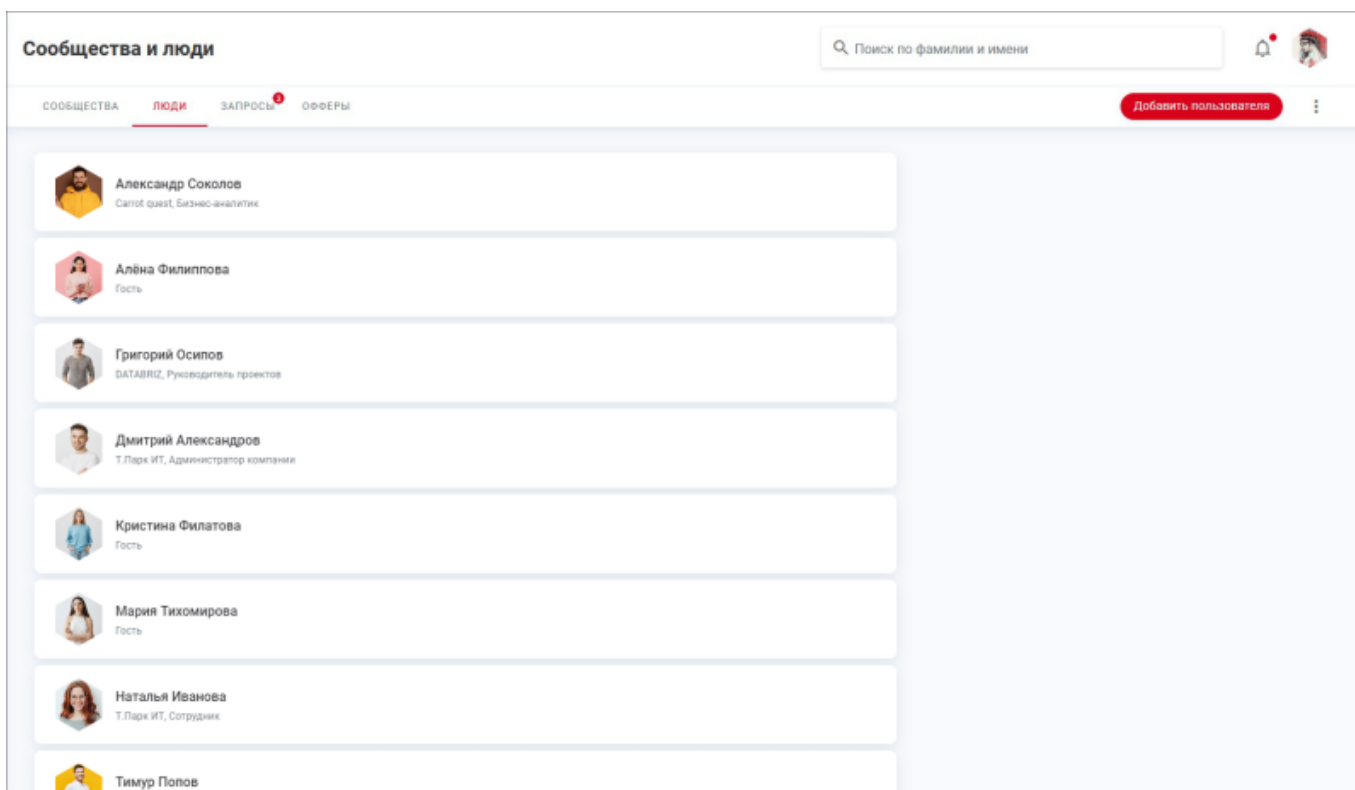 Сообщества и люди
Поиск по фамилии и имени
СООБЩЕСТВА ЛЮДИ ЗАПРОСЫ ОФФЕРЫ
Добавить пользователя
Александр Соколов
Carrot quest, Бизнес-аналитик
Алёна Филиппова
Гость
Григорий Осипов
DATABRIZ, Руководитель проектов
Дмитрий Александров
Т.Парк ИТ, Администратор компании
Кристина Филатова
Гость
Мария Тихомирова
Гость
Наталья Иванова
Т.Парк ИТ, Сотрудник
Тимур Попов